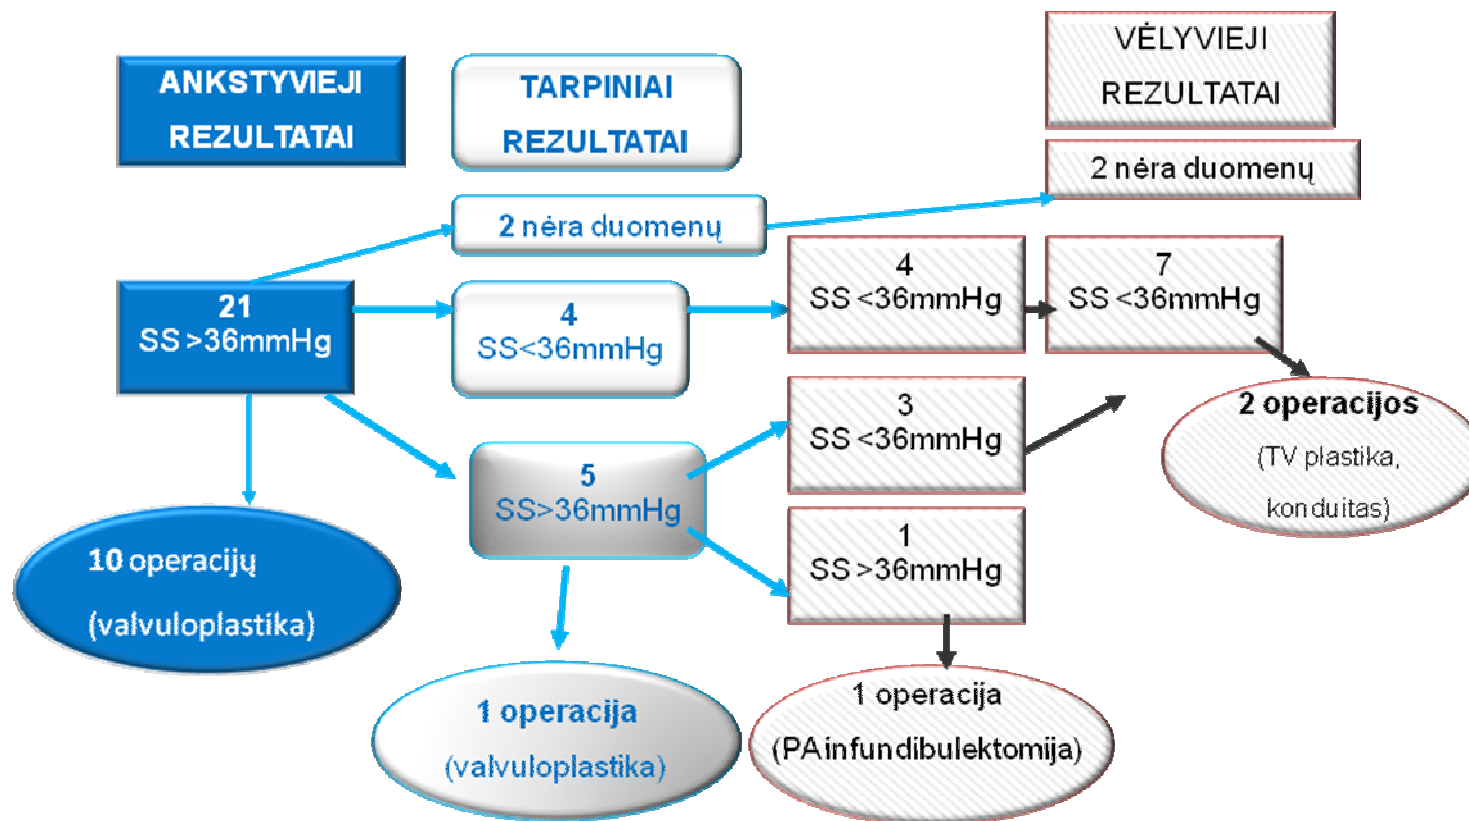 ANKSTYVIEJI
REZULTATAI
TARPINIAI
REZULTATAI
VĖLYVIEJI
REZULTATAI
2 nėra duomenų
2 nėra duomenų
21
SS >36mmHg
4
SS<36mmHg
4
SS <36mmHg
7
SS <36mmHg
5
SS>36mmHg
3
SS <36mmHg
1
SS >36mmHg
2 operacijos
(TV plastika,
konduitas)
10 operacijų
(valvuloplastika)
1 operacija
(valvuloplastika)
1 operacija
(PA infundibulektomija)